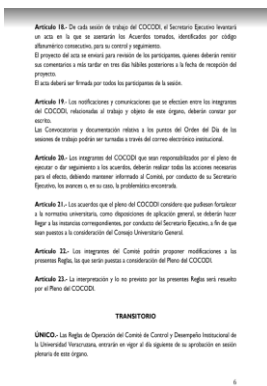 Artículo 18.- De cada sesión de trabajo del COCODI, el Secretario Ejecutivo levantará
un acta en la que se asentarán los Acuerdos tomados, identificados por código
alfanumérico consecutivo, para su control y seguimiento.
El proyecto del acta se enviará para revisión de los participantes, quienes deberán remitir
sus comentarios a más tardar en tres días hábiles posteriores a la fecha de recepción del
proyecto.
El acta deberá ser firmada por todos los participantes de la sesión.
Artículo 19.- Las notificaciones y comunicaciones que se efectúen entre los integrantes
del COCODI, relacionadas al trabajo y objeto de este órgano, deberán constar por
escrito.
Las Convocatorias y documentación relativa a los puntos del Orden del Día de las
sesiones de trabajo podrán ser turnadas a través del correo electrónico institucional.
Artículo 20.- Los integrantes del COCODI que sean responsabilizados por el pleno de
ejecutar o dar seguimiento a los acuerdos, deberán realizar todas las acciones necesarias
para el efecto, debiendo mantener informado al Comité, por conducto de su Secretario
Ejecutivo, los avances o, en su caso, la problemática encontrada.
Artículo 21.- Los acuerdos que el pleno del COCODI considere que pudiesen fortalecer
a la normativa universitaria, como disposiciones de aplicación general, se deberán hacer
llegar a las instancias correspondientes, por conducto del Secretario Ejecutivo, a fin de que
sean puestos a la consideración del Consejo Universitario General.
Artículo 22.- Los integrantes del Comité podrán proponer modificaciones a las
presentes Reglas, las que serán puestas a consideración del Pleno del COCODI.
Artículo 23.- La interpretación y lo no previsto por las presentes Reglas será resuelto
por el Pleno del COCODI.
TRANSITORIO
ÚNICO.- Las Reglas de Operación del Comité de Control y Desempeño Institucional de
la Universidad Veracruzana, entrarán en vigor al día siguiente de su aprobación en sesión
plenaria de este órgano.
6